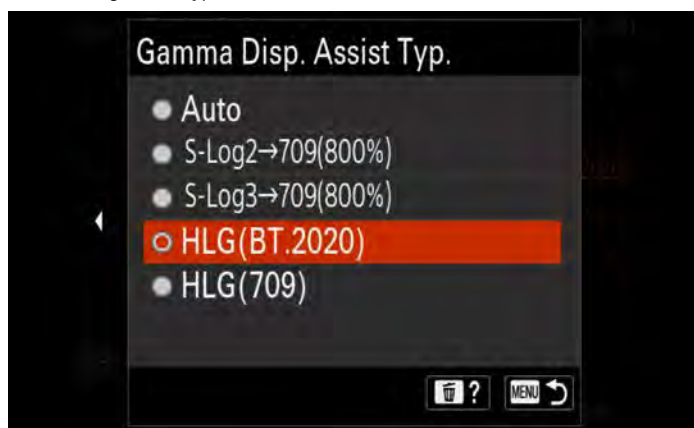 Gamma Disp. Assist Typ.
Auto
S-Log2→709(800%)
S-Log3→709(800%)
HLG(BT.2020)
HLG(709)
? MENU